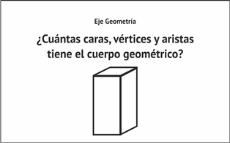 Eje Geometría
¿Cuántas caras, vértices y aristas
tiene el cuerpo geométrico?